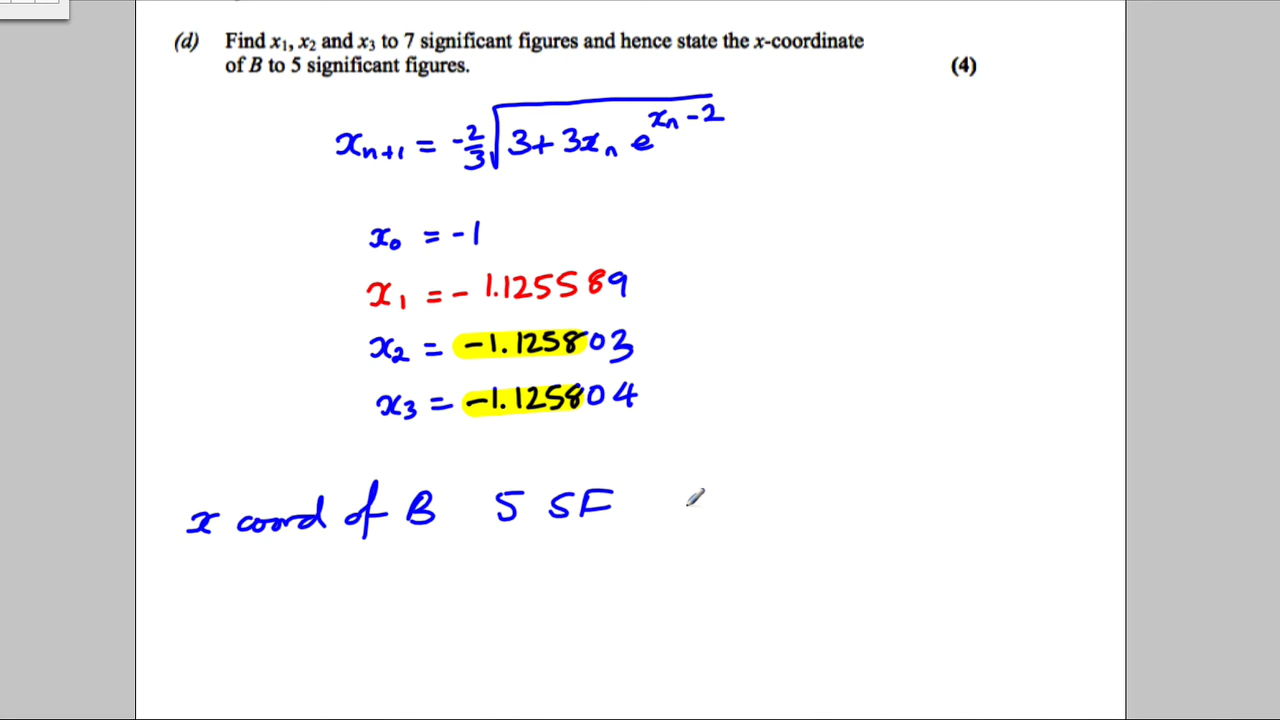 (d) Find x₁, x₂ and x₃ to 7 significant figures and hence state the x-coordinate
of B to 5 significant figures. (4)
xₙ₊₁ = -2/3 √(3 + 3xₙ e^(xₙ-2))
x₀ = -1
x₁ = - 1.125589
x₂ = -1.125803
x₃ = -1.125804
x coord of B 5 SF